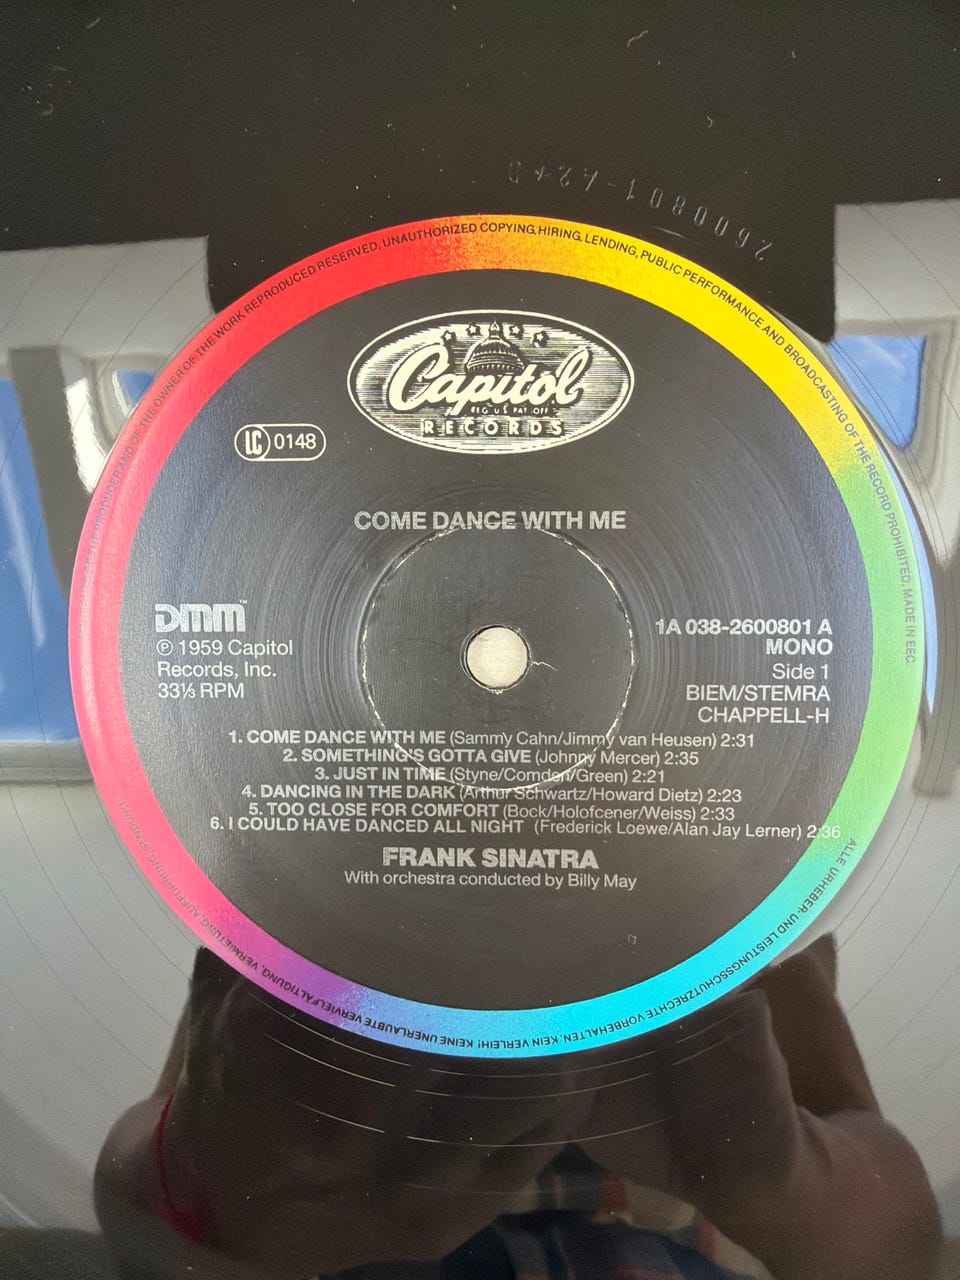 2600801-A2+B
OF THE PRODUCER AND OF THE OWNER OF THE WORK REPRODUCED RESERVED. UNAUTHORIZED COPYING, HIRING, LENDING, PUBLIC PERFORMANCE AND BROADCASTING OF THE RECORD PROHIBITED. MADE IN EEC.
Capitol
REG U S PAT OFF
RECORDS
LC 0148
COME DANCE WITH ME
DMM™
℗ 1959 Capitol
Records, Inc.
33⅓ RPM
1A 038-2600801 A
MONO
Side 1
BIEM/STEMRA
CHAPPELL-H
1. COME DANCE WITH ME (Sammy Cahn/Jimmy van Heusen) 2:31
2. SOMETHING'S GOTTA GIVE (Johnny Mercer) 2:35
3. JUST IN TIME (Styne/Comden/Green) 2:21
4. DANCING IN THE DARK (Arthur Schwartz/Howard Dietz) 2:23
5. TOO CLOSE FOR COMFORT (Bock/Holofcener/Weiss) 2:33
6. I COULD HAVE DANCED ALL NIGHT (Frederick Loewe/Alan Jay Lerner) 2:36
FRANK SINATRA
With orchestra conducted by Billy May
ALLE URHEBER- UND LEISTUNGSSCHUTZRECHTE VORBEHALTEN. KEIN VERLEIH! KEINE UNERLAUBTE VERVIELFÄLTIGUNG, VERMIETUNG, AUFFÜHRUNG, SENDUNG!